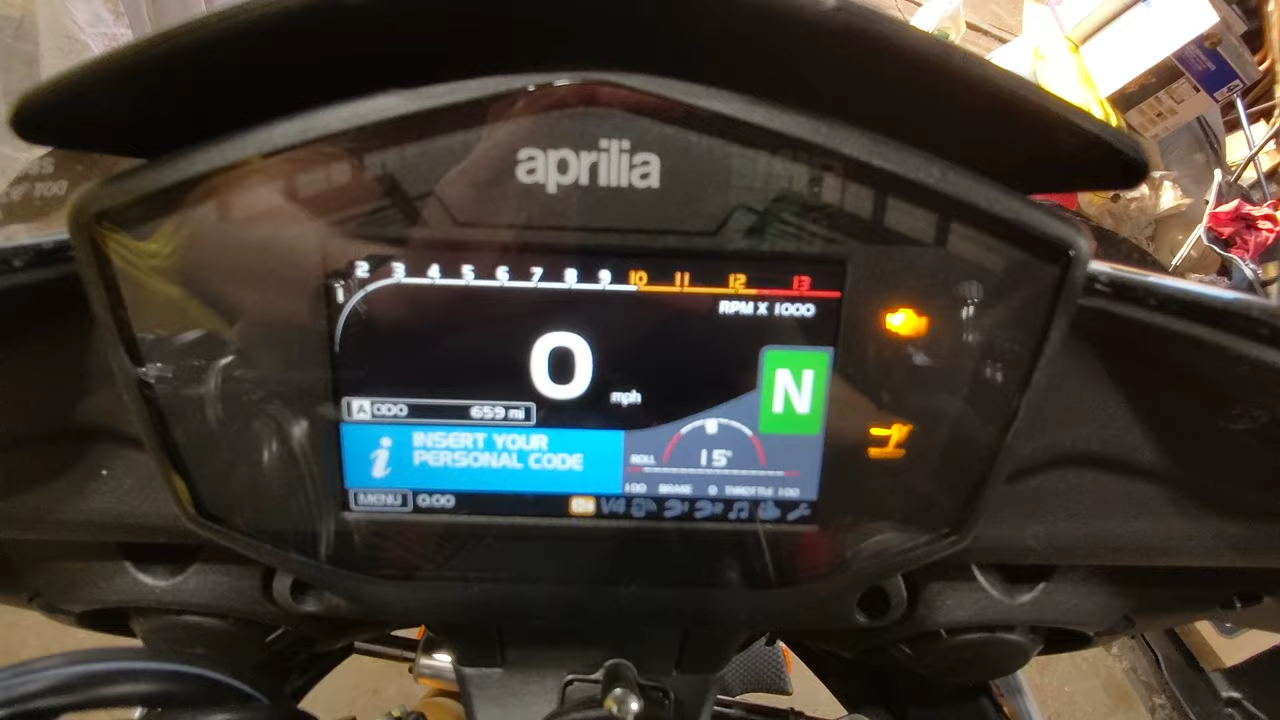 aprilia
1 2 3 4 5 6 7 8 9 10 11 12 13
RPM X 1000
0 mph
N
A ODO 659 mi
i INSERT YOUR
PERSONAL CODE
ROLL 15°
100 BRAKE 0 THROTTLE 100
MENU 0:00